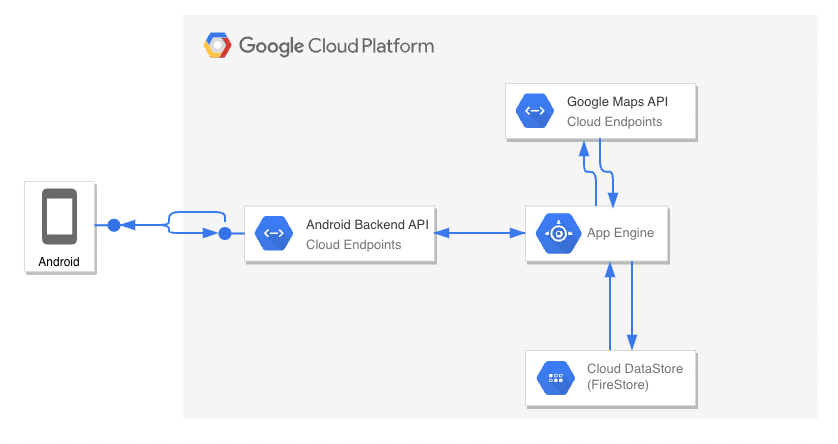 Google Cloud Platform
Google Maps API
Cloud Endpoints
Android
Android Backend API
Cloud Endpoints
App Engine
Cloud DataStore
(FireStore)